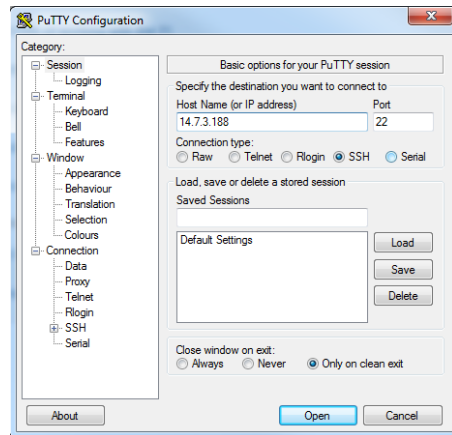 PuTTY Configuration
Category:
Session
Logging
Terminal
Keyboard
Bell
Features
Window
Appearance
Behaviour
Translation
Selection
Colours
Connection
Data
Proxy
Telnet
Rlogin
SSH
Serial
Basic options for your PuTTY session
Specify the destination you want to connect to
Host Name (or IP address) Port
14.7.3.188 22
Connection type:
Raw Telnet Rlogin SSH Serial
Load, save or delete a stored session
Saved Sessions
Default Settings
Load
Save
Delete
Close window on exit:
Always Never Only on clean exit
About Open Cancel